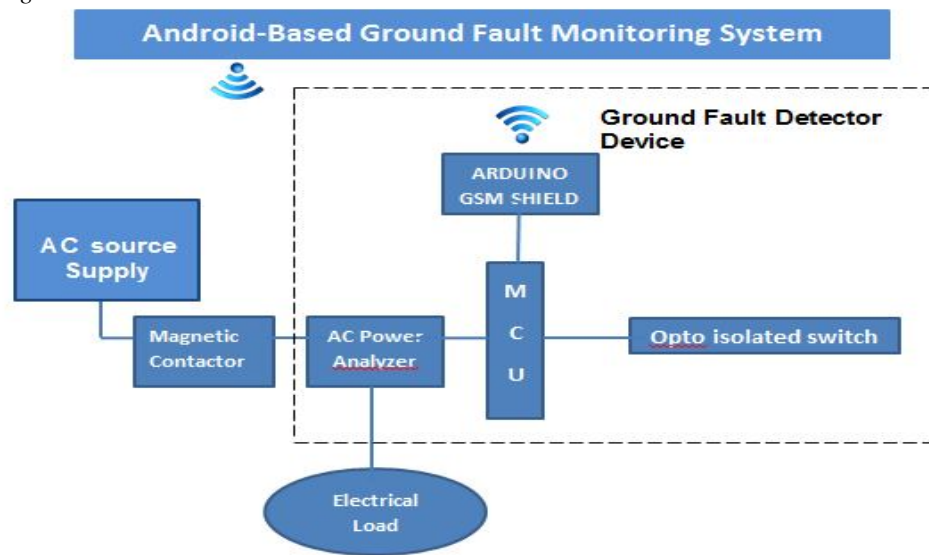 Android-Based Ground Fault Monitoring System
Ground Fault Detector
Device
ARDUINO
GSM SHIELD
AC source
Supply
M
C
U
Magnetic
Contactor
AC Power
Analyzer
Opto isolated switch
Electrical
Load